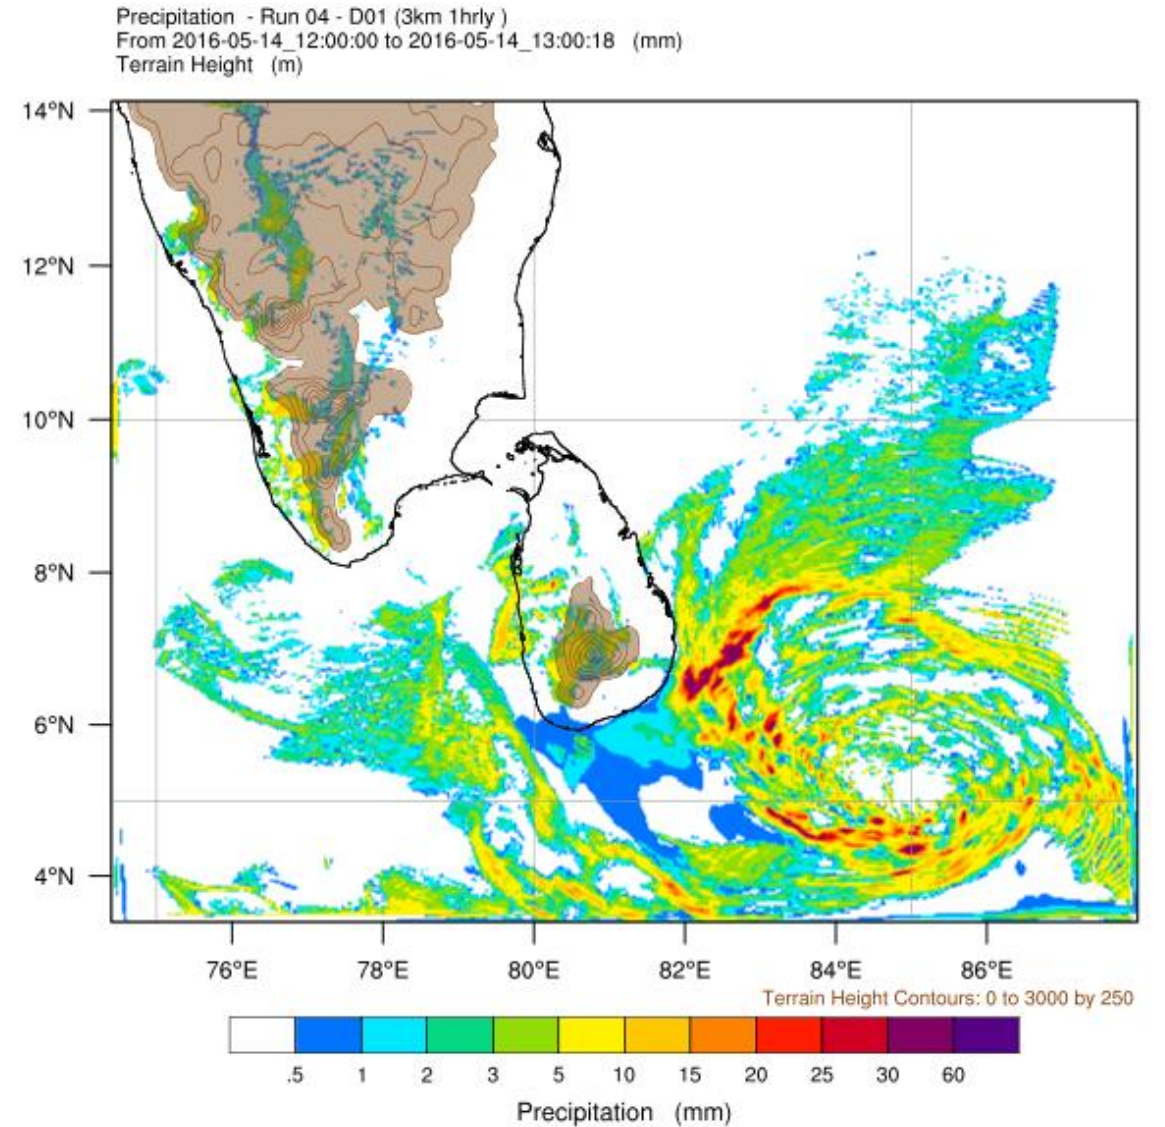 Precipitation - Run 04 - D01 (3km 1hrly )
From 2016-05-14_12:00:00 to 2016-05-14_13:00:18 (mm)
Terrain Height (m)
14°N
12°N
10°N
8°N
6°N
4°N
76°E 78°E 80°E 82°E 84°E 86°E
Terrain Height Contours: 0 to 3000 by 250
.5 1 2 3 5 10 15 20 25 30 60
Precipitation (mm)